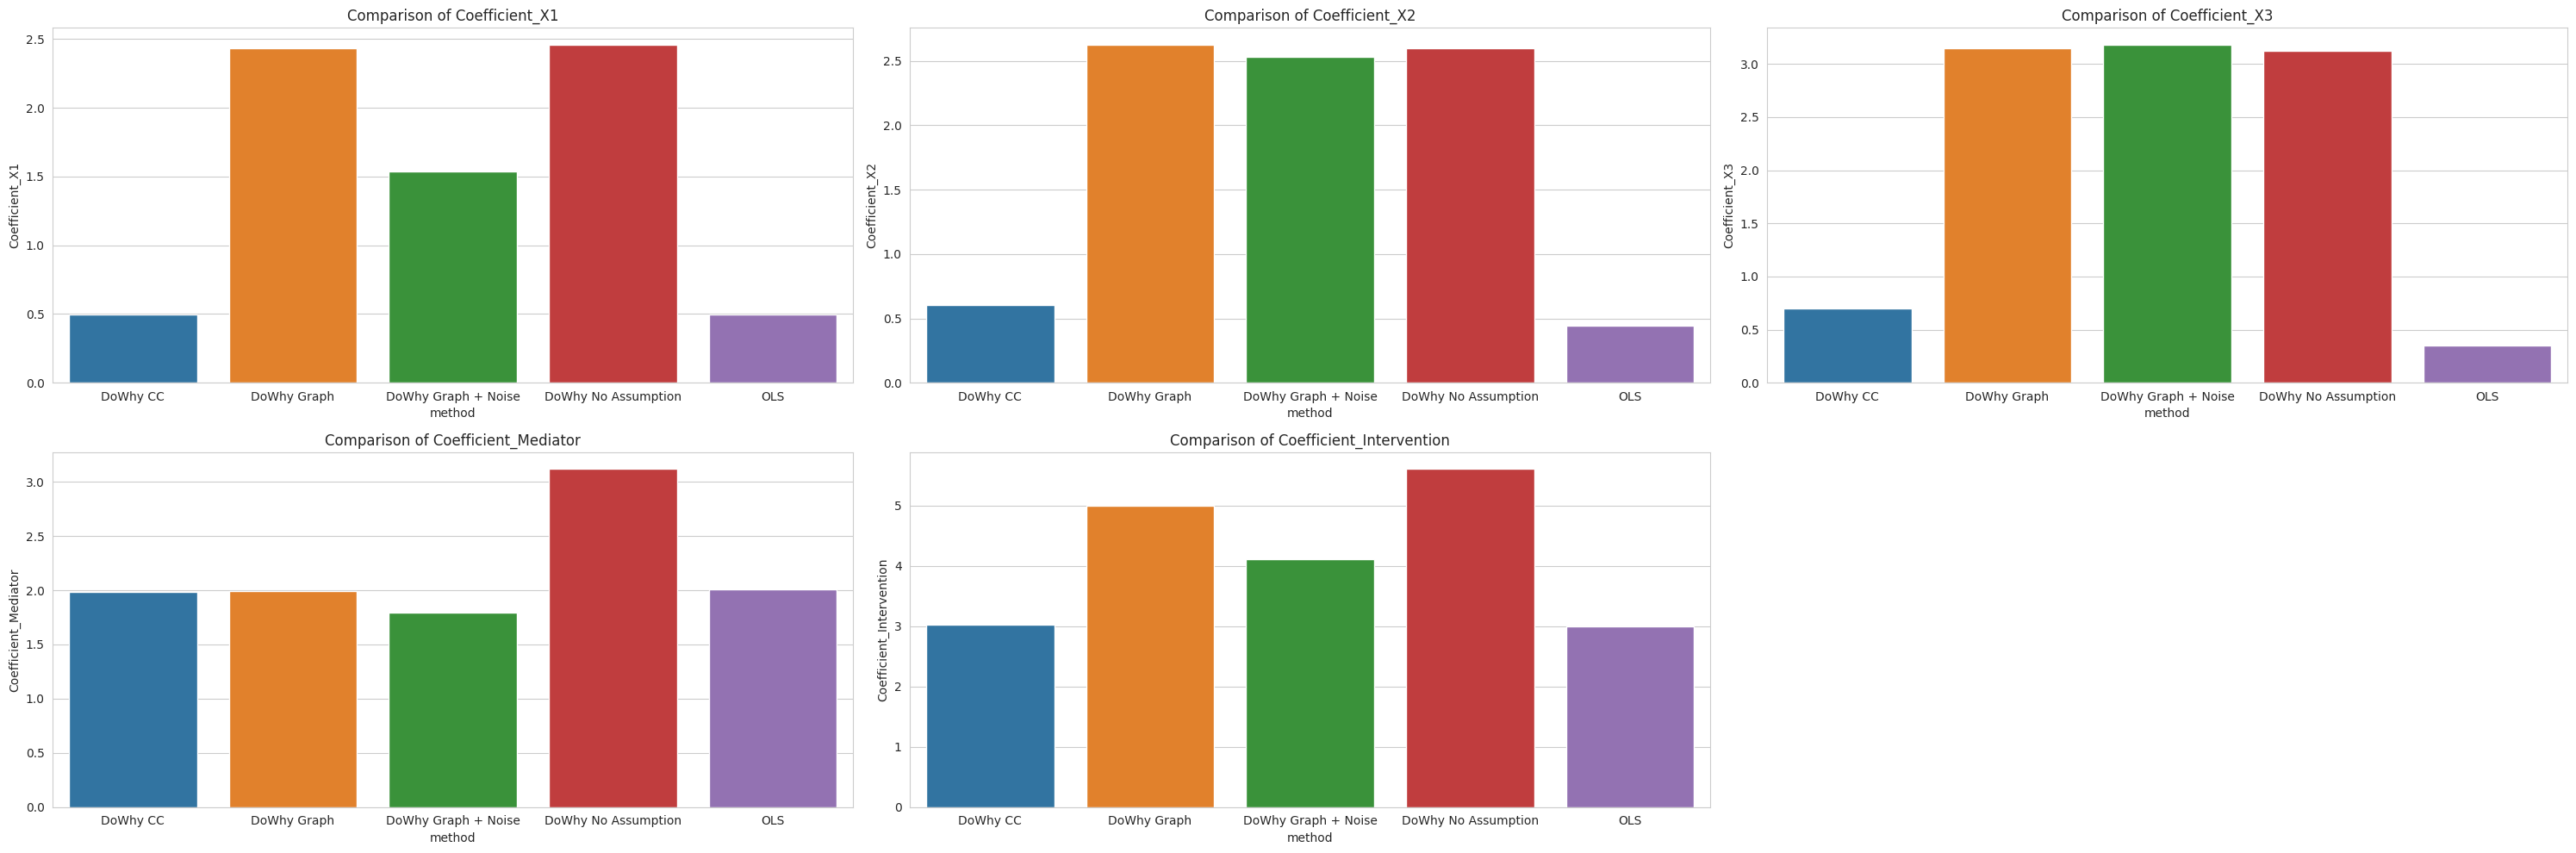 Comparison of Coefficient_X1
Coefficient_X1
2.5
2.0
1.5
1.0
0.5
0.0
DoWhy CC
DoWhy Graph
DoWhy Graph + Noise
DoWhy No Assumption
OLS
method
Comparison of Coefficient_X2
Coefficient_X2
2.5
2.0
1.5
1.0
0.5
0.0
DoWhy CC
DoWhy Graph
DoWhy Graph + Noise
DoWhy No Assumption
OLS
method
Comparison of Coefficient_X3
Coefficient_X3
3.0
2.5
2.0
1.5
1.0
0.5
0.0
DoWhy CC
DoWhy Graph
DoWhy Graph + Noise
DoWhy No Assumption
OLS
method
Comparison of Coefficient_Mediator
Coefficient_Mediator
3.0
2.5
2.0
1.5
1.0
0.5
0.0
DoWhy CC
DoWhy Graph
DoWhy Graph + Noise
DoWhy No Assumption
OLS
method
Comparison of Coefficient_Intervention
Coefficient_Intervention
5
4
3
2
1
0
DoWhy CC
DoWhy Graph
DoWhy Graph + Noise
DoWhy No Assumption
OLS
method